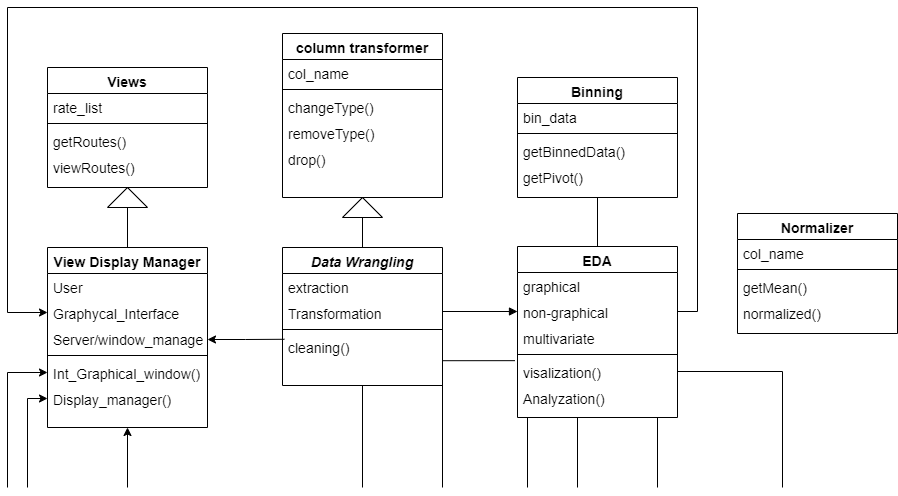 Views
rate_list
getRoutes()
viewRoutes()
column transformer
col_name
changeType()
removeType()
drop()
Binning
bin_data
getBinnedData()
getPivot()
Normalizer
col_name
getMean()
normalized()
View Display Manager
User
Graphycal_Interface
Server/window_manage
Int_Graphical_window()
Display_manager()
Data Wrangling
extraction
Transformation
cleaning()
EDA
graphical
non-graphical
multivariate
visalization()
Analyzation()